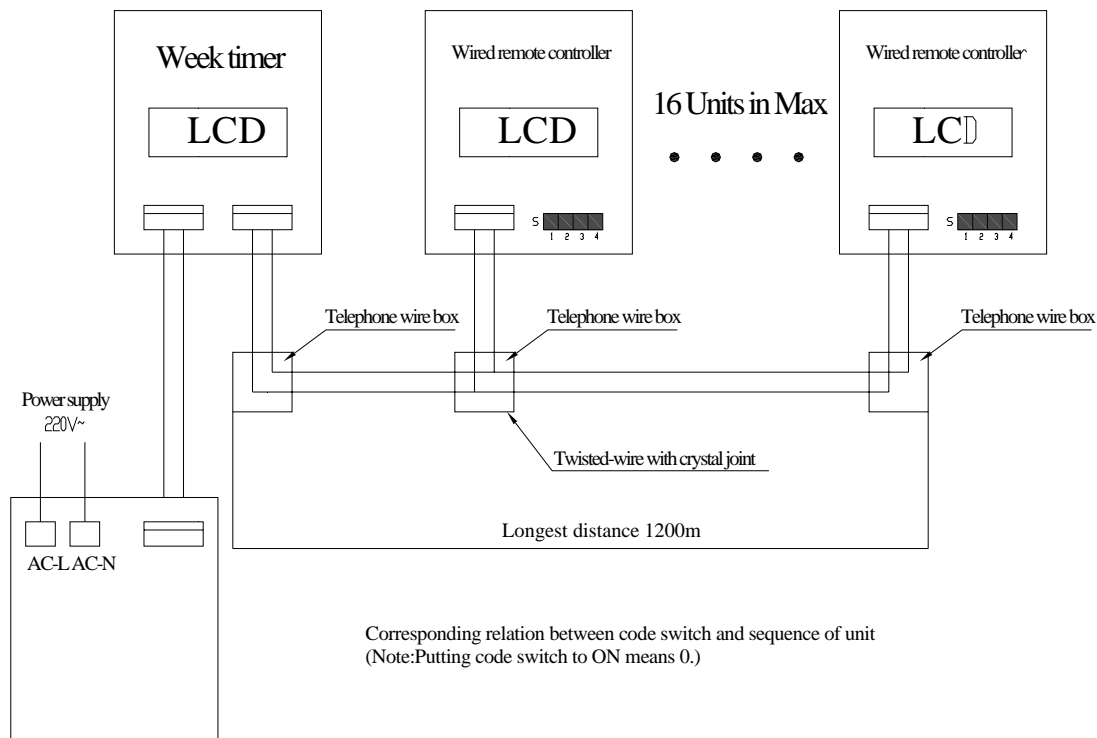 Week timer
LCD
Wired remote controller
LCD
S
1 2 3 4
16 Units in Max
Wired remote controller
LCD
S
1 2 3 4
Telephone wire box
Telephone wire box
Telephone wire box
Power supply
220V~
Twisted-wire with crystal joint
AC-L AC-N
Longest distance 1200m
Corresponding relation between code switch and sequence of unit
(Note:Putting code switch to ON means 0.)